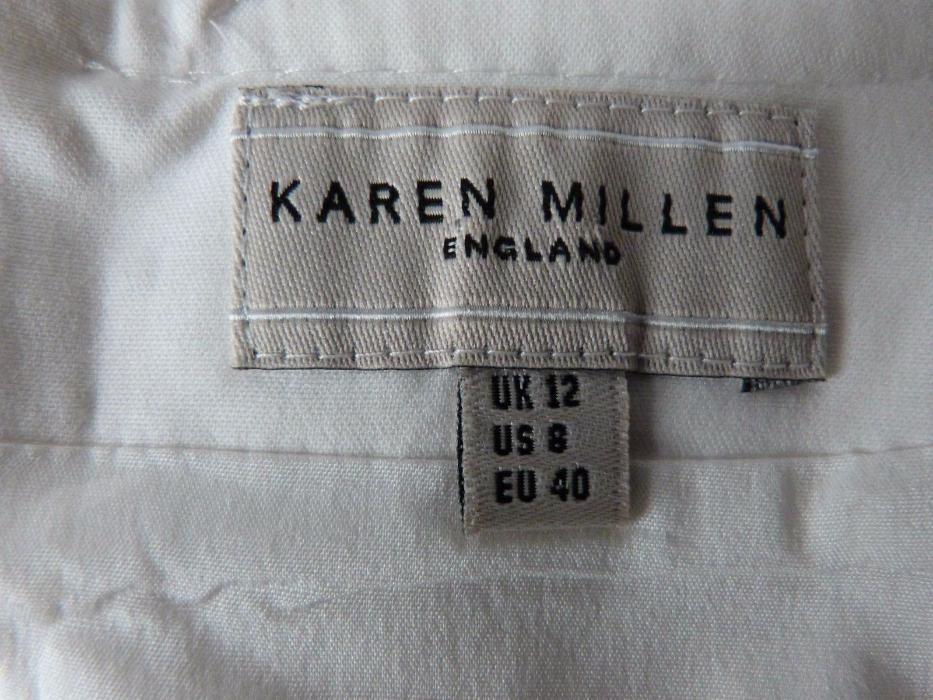 KAREN MILLEN
ENGLAND
UK 12
US 8
EU 40